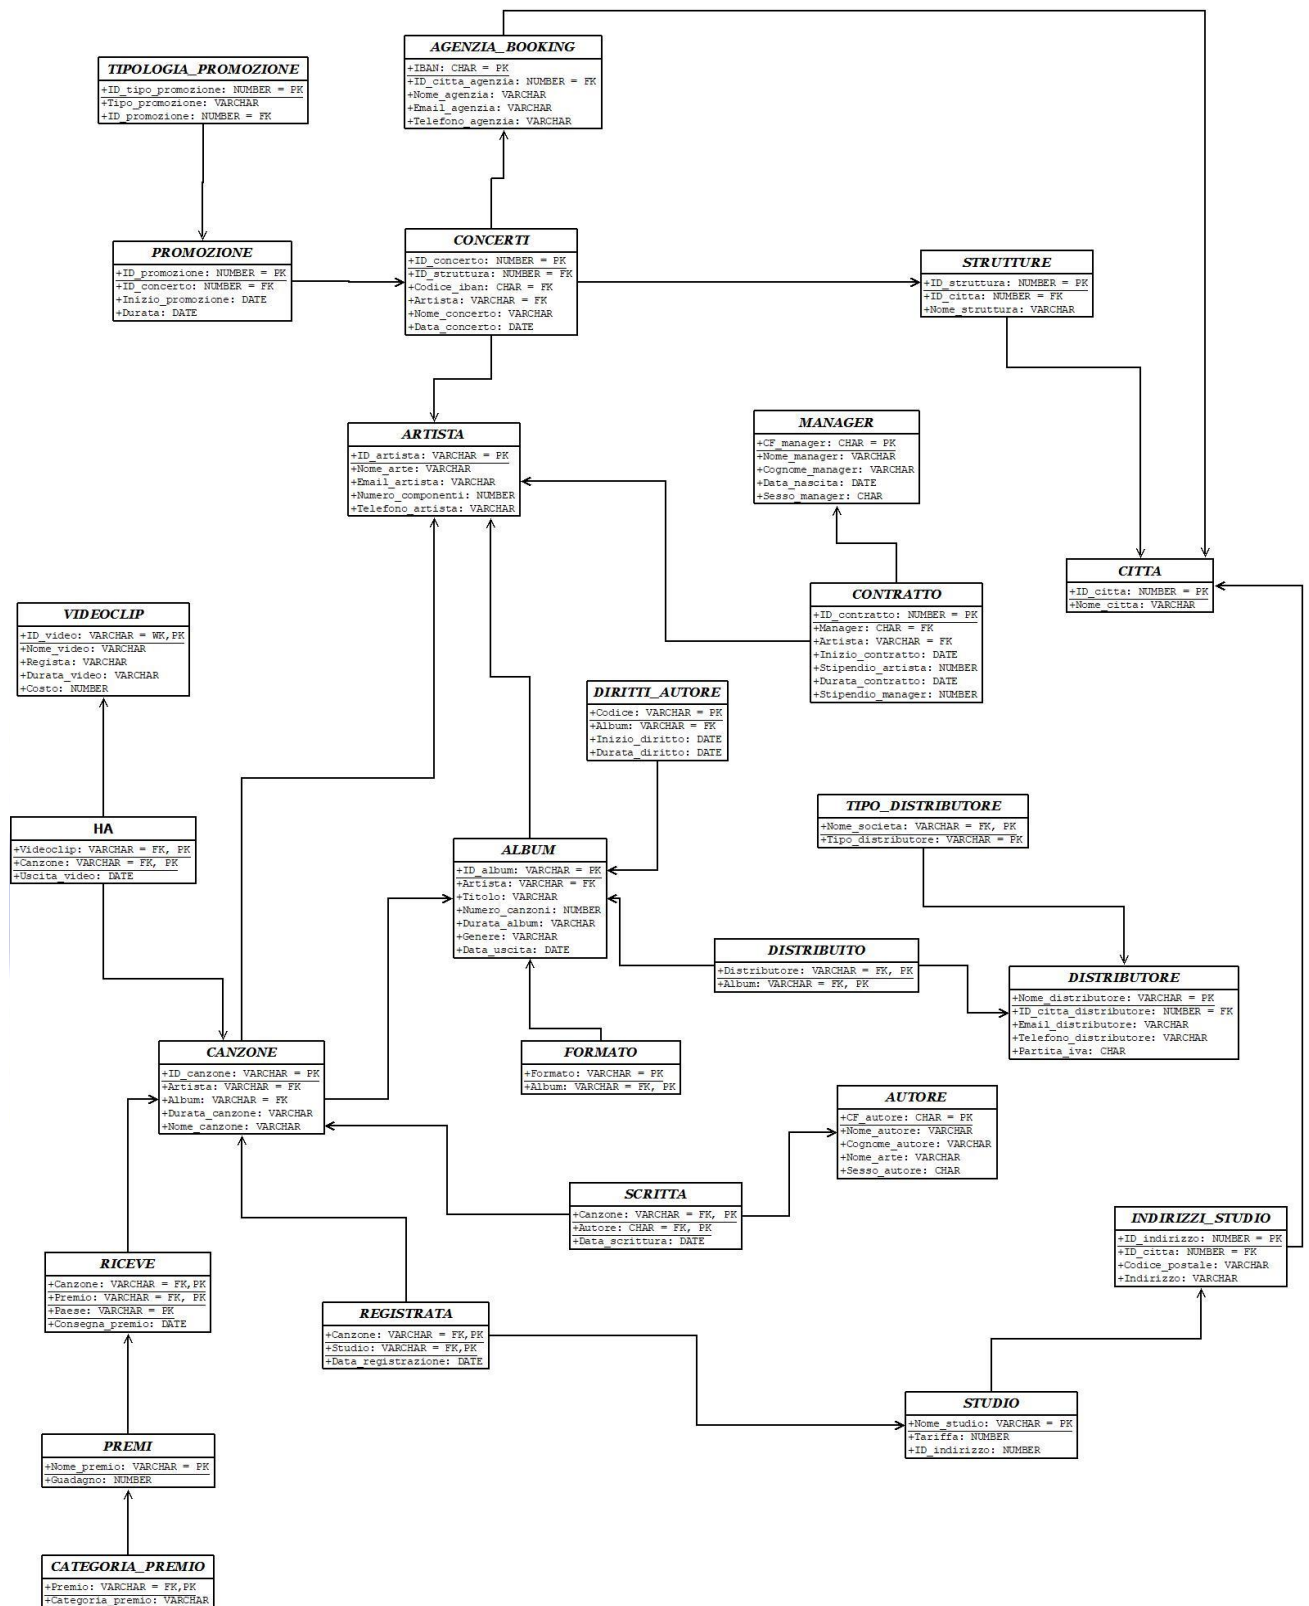 AGENZIA_BOOKING
+IBAN: CHAR = PK
+ID_citta_agenzia: NUMBER = FK
+Nome_agenzia: VARCHAR
+Email_agenzia: VARCHAR
+Telefono_agenzia: VARCHAR
TIPOLOGIA_PROMOZIONE
+ID_tipo_promozione: NUMBER = PK
+Tipo_promozione: VARCHAR
+ID_promozione: NUMBER = FK
PROMOZIONE
+ID_promozione: NUMBER = PK
+ID_concerto: NUMBER = FK
+Inizio_promozione: DATE
+Durata: DATE
CONCERTI
+ID_concerto: NUMBER = PK
+ID_struttura: NUMBER = FK
+Codice_iban: CHAR = FK
+Artista: VARCHAR = FK
+Nome_concerto: VARCHAR
+Data_concerto: DATE
STRUTTURE
+ID_struttura: NUMBER = PK
+ID_citta: NUMBER = FK
+Nome_struttura: VARCHAR
ARTISTA
+ID_artista: VARCHAR = PK
+Nome_arte: VARCHAR
+Email_artista: VARCHAR
+Numero_componenti: NUMBER
+Telefono_artista: VARCHAR
MANAGER
+CF_manager: CHAR = PK
+Nome_manager: VARCHAR
+Cognome_manager: VARCHAR
+Data_nascita: DATE
+Sesso_manager: CHAR
CITTA
+ID_citta: NUMBER = PK
+Nome_citta: VARCHAR
CONTRATTO
+ID_contratto: NUMBER = PK
+Manager: CHAR = FK
+Artista: VARCHAR = FK
+Inizio_contratto: DATE
+Stipendio_artista: NUMBER
+Durata_contratto: DATE
+Stipendio_manager: NUMBER
VIDEOCLIP
+ID_video: VARCHAR = WK,PK
+Nome_video: VARCHAR
+Regista: VARCHAR
+Durata_video: VARCHAR
+Costo: NUMBER
DIRITTI_AUTORE
+Codice: VARCHAR = PK
+Album: VARCHAR = FK
+Inizio_diritto: DATE
+Durata_diritto: DATE
TIPO_DISTRIBUTORE
+Nome_societa: VARCHAR = FK, PK
+Tipo_distributore: VARCHAR = PK
HA
+Videoclip: VARCHAR = FK, PK
+Canzone: VARCHAR = FK, PK
+Uscita_video: DATE
ALBUM
+ID_album: VARCHAR = PK
+Artista: VARCHAR = FK
+Titolo: VARCHAR
+Numero_canzoni: NUMBER
+Durata_album: VARCHAR
+Genere: VARCHAR
+Data_uscita: DATE
DISTRIBUITO
+Distributore: VARCHAR = FK, PK
+Album: VARCHAR = FK, PK
DISTRIBUTORE
+Nome_distributore: VARCHAR = PK
+ID_citta_distributore: NUMBER = FK
+Email_distributore: VARCHAR
+Telefono_distributore: VARCHAR
+Partita_iva: CHAR
CANZONE
+ID_canzone: VARCHAR = PK
+Artista: VARCHAR = FK
+Album: VARCHAR = FK
+Durata_canzone: VARCHAR
+Nome_canzone: VARCHAR
FORMATO
+Formato: VARCHAR = PK
+Album: VARCHAR = FK, PK
AUTORE
+CF_autore: CHAR = PK
+Nome_autore: VARCHAR
+Cognome_autore: VARCHAR
+Nome_arte: VARCHAR
+Sesso_autore: CHAR
SCRITTA
+Canzone: VARCHAR = FK, PK
+Autore: CHAR = FK, PK
+Data_scrittura: DATE
INDIRIZZI_STUDIO
+ID_indirizzo: NUMBER = PK
+ID_citta: NUMBER = FK
+Codice_postale: VARCHAR
+Indirizzo: VARCHAR
RICEVE
+Canzone: VARCHAR = FK,PK
+Premio: VARCHAR = FK, PK
+Paese: VARCHAR = PK
+Consegna_premio: DATE
REGISTRATA
+Canzone: VARCHAR = FK,PK
+Studio: VARCHAR = FK,PK
+Data_registrazione: DATE
STUDIO
+Nome_studio: VARCHAR = PK
+Tariffa: NUMBER
+ID_indirizzo: NUMBER
PREMI
+Nome_premio: VARCHAR = PK
+Guadagno: NUMBER
CATEGORIA_PREMIO
+Premio: VARCHAR = FK,PK
+Categoria_premio: VARCHAR